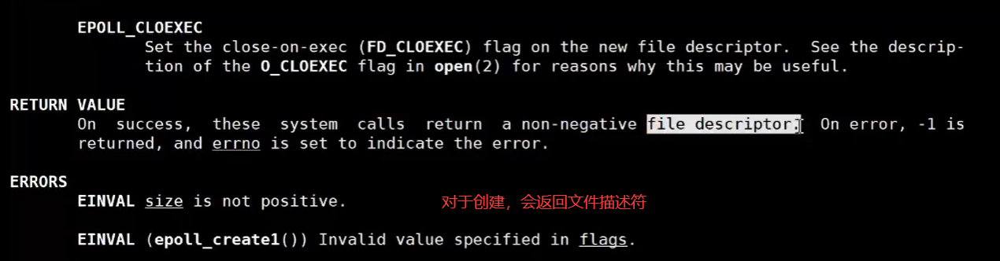 EPOLL_CLOEXEC
Set the close-on-exec (FD_CLOEXEC) flag on the new file descriptor.  See the descrip-
tion of the O_CLOEXEC flag in open(2) for reasons why this may be useful.
RETURN VALUE
On success, these system calls return a non-negative file descriptor.  On error, -1 is
returned, and errno is set to indicate the error.
ERRORS
EINVAL size is not positive.
对于创建，会返回文件描述符
EINVAL (epoll_create1()) Invalid value specified in flags.